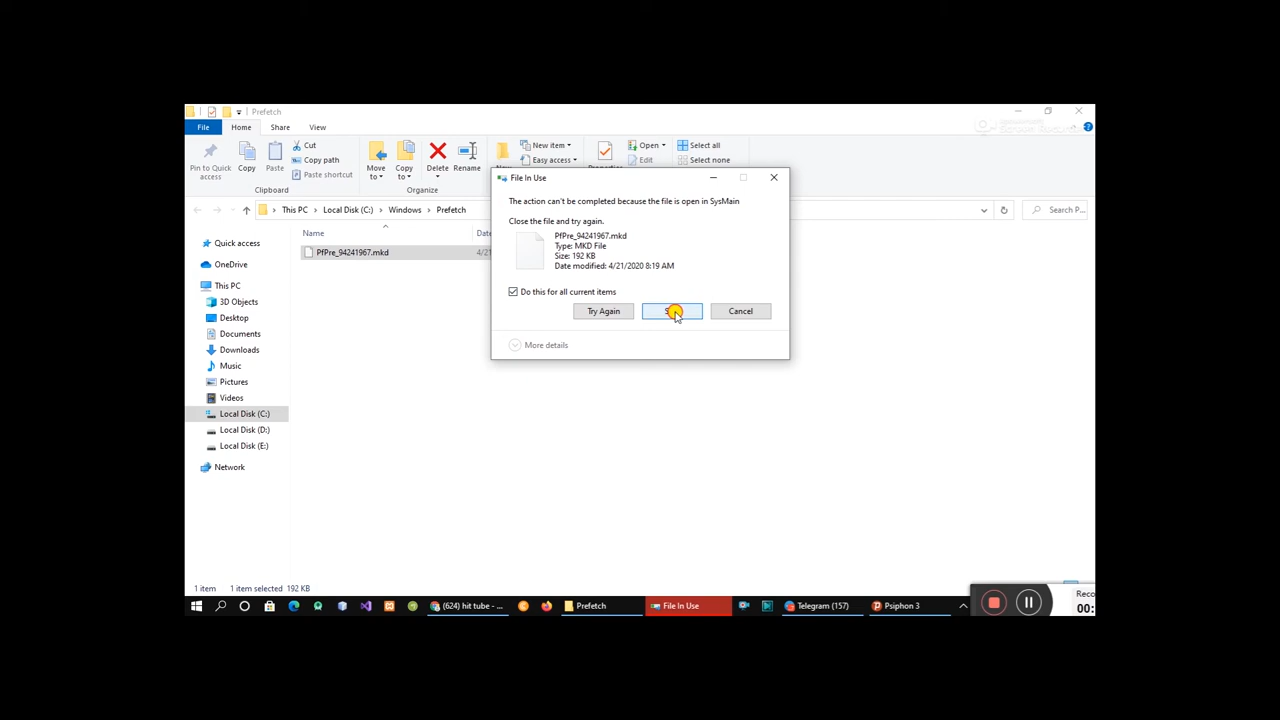 Prefetch
File
Home
Share
View
Pin to Quick
access
Copy
Paste
Cut
Copy path
Paste shortcut
Clipboard
Move
to
Copy
to
Delete
Rename
Organize
New item
Easy access
Open
Edit
Select all
Select none
This PC
Local Disk (C:)
Windows
Prefetch
Search P...
Quick access
OneDrive
This PC
3D Objects
Desktop
Documents
Downloads
Music
Pictures
Videos
Local Disk (C:)
Local Disk (D:)
Local Disk (E:)
Network
Name
PfPre_94241967.mkd
File In Use
The action can't be completed because the file is open in SysMain
Close the file and try again.
PfPre_94241967.mkd
Type: MKD File
Size: 192 KB
Date modified: 4/21/2020 8:19 AM
Do this for all current items
Try Again
Cancel
More details
1 item
1 item selected 192 KB
(624) hit tube - ...
Prefetch
File In Use
Telegram (157)
Psiphon 3